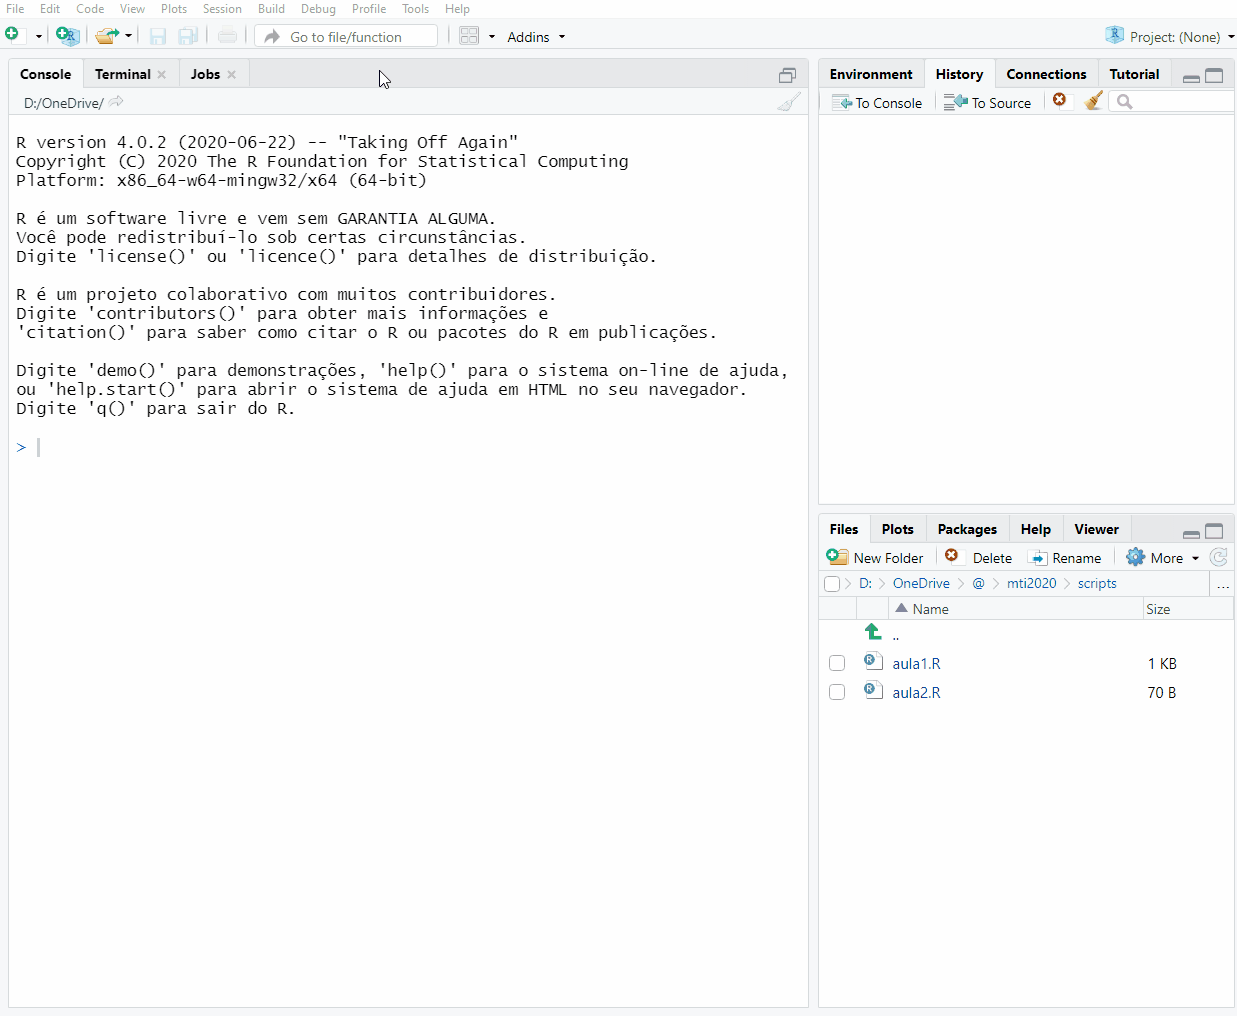 File Edit Code View Plots Session Build Debug Profile Tools Help
Go to file/function Addins Project: (None)
Console Terminal Jobs
D:/OneDrive/
R version 4.0.2 (2020-06-22) -- "Taking Off Again"
Copyright (C) 2020 The R Foundation for Statistical Computing
Platform: x86_64-w64-mingw32/x64 (64-bit)
R é um software livre e vem sem GARANTIA ALGUMA.
Você pode redistribuí-lo sob certas circunstâncias.
Digite 'license()' ou 'licence()' para detalhes de distribuição.
R é um projeto colaborativo com muitos contribuidores.
Digite 'contributors()' para obter mais informações e
'citation()' para saber como citar o R ou pacotes do R em publicações.
Digite 'demo()' para demonstrações, 'help()' para o sistema on-line de ajuda,
ou 'help.start()' para abrir o sistema de ajuda em HTML no seu navegador.
Digite 'q()' para sair do R.
>
Environment History Connections Tutorial
To Console To Source
Files Plots Packages Help Viewer
New Folder Delete Rename More
D: OneDrive @ mti2020 scripts ...
Name Size
..
aula1.R 1 KB
aula2.R 70 B